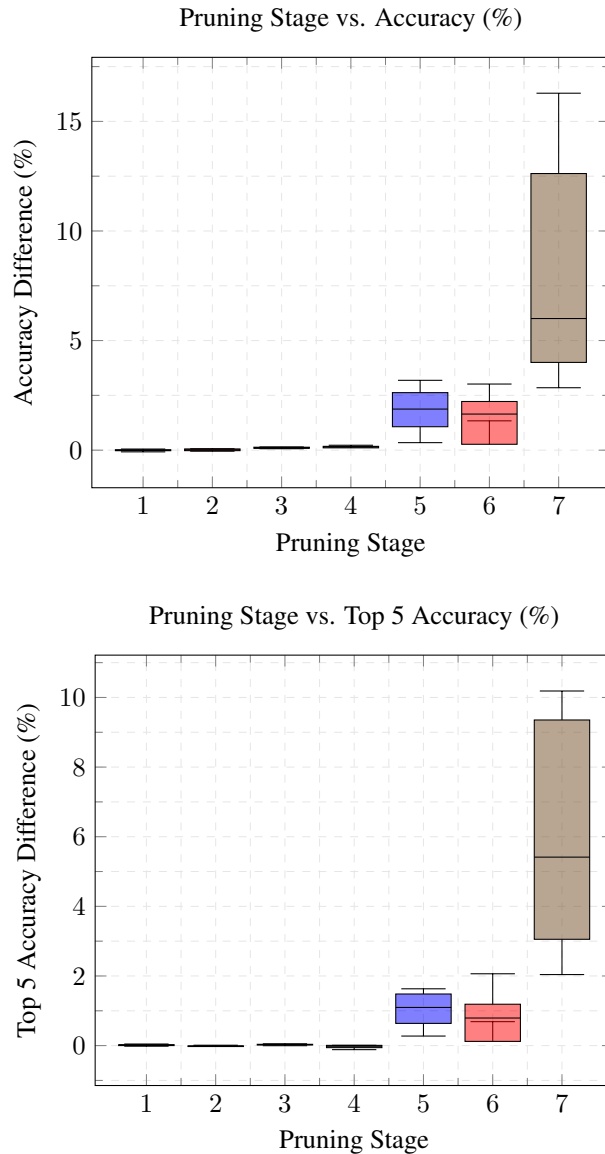 Pruning Stage vs. Accuracy (%)
15
10
5
0
Accuracy Difference (%)
1 2 3 4 5 6 7
Pruning Stage
Pruning Stage vs. Top 5 Accuracy (%)
10
8
6
4
2
0
Top 5 Accuracy Difference (%)
1 2 3 4 5 6 7
Pruning Stage